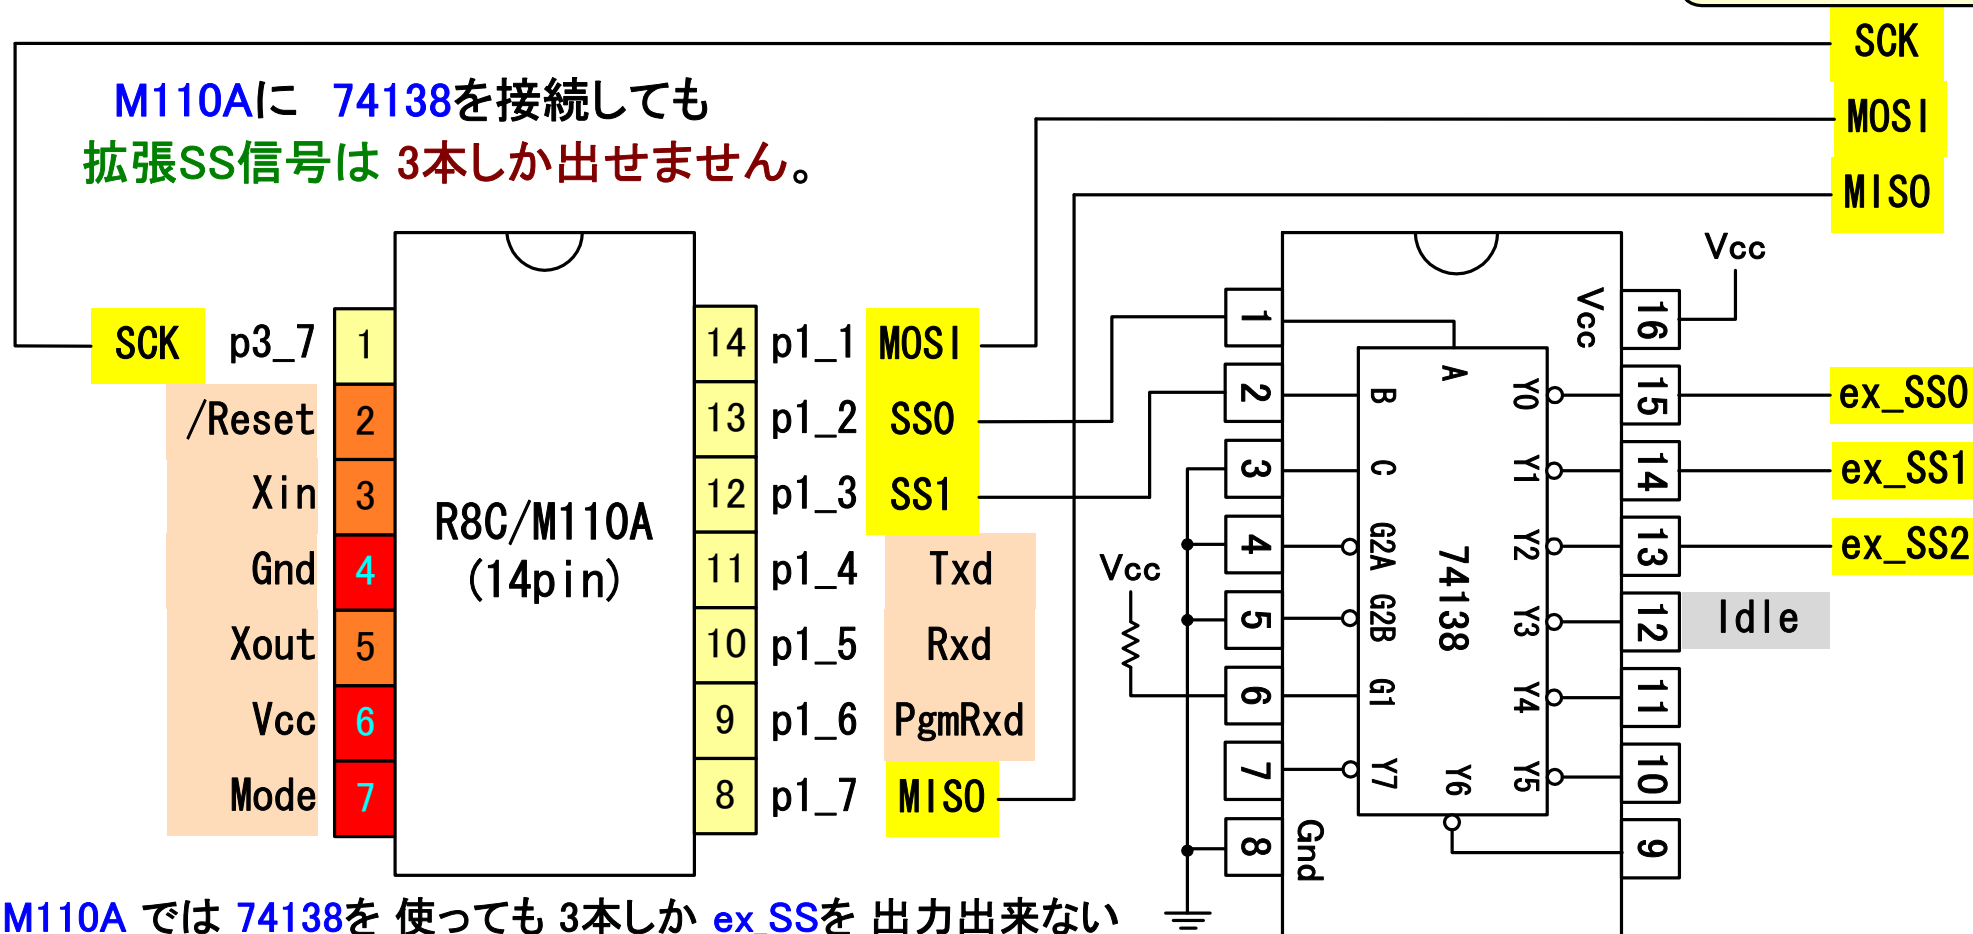 SCK
MOSI
MISO
M110Aに 74138を接続しても
拡張SS信号は 3本しか出せません。
SCK p3_7 1
/Reset 2
Xin 3
Gnd 4
Xout 5
Vcc 6
Mode 7
R8C/M110A
(14pin)
14 p1_1 MOSI
13 p1_2 SS0
12 p1_3 SS1
11 p1_4 Txd
10 p1_5 Rxd
9 p1_6 PgmRxd
8 p1_7 MISO
Vcc
1
2
3
4
5
6
7
8
Gnd
A
B
C
G2A
G2B
G1
Y7
74138
Y0
Y1
Y2
Y3
Y4
Y5
Y6
Vcc
Vcc
16
15 ex_SS0
14 ex_SS1
13 ex_SS2
12 Idle
11
10
9
M110A では 74138を 使っても 3本しか ex_SSを 出力出来ない